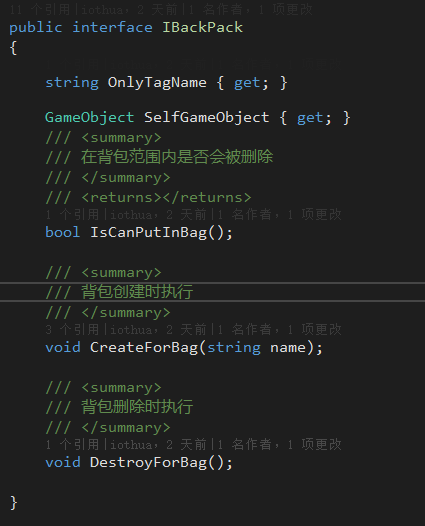 11 个引用|iothua，2 天前|1 名作者，1 项更改
public interface IBackPack
{
string OnlyTagName { get; }
GameObject SelfGameObject { get; }
/// <summary>
/// 在背包范围内是否会被删除
/// </summary>
/// <returns></returns>
1 个引用|iothua，2 天前|1 名作者，1 项更改
bool IsCanPutInBag();
/// <summary>
/// 背包创建时执行
/// </summary>
3 个引用|iothua，2 天前|1 名作者，1 项更改
void CreateForBag(string name);
/// <summary>
/// 背包删除时执行
/// </summary>
1 个引用|iothua，2 天前|1 名作者，1 项更改
void DestroyForBag();
}